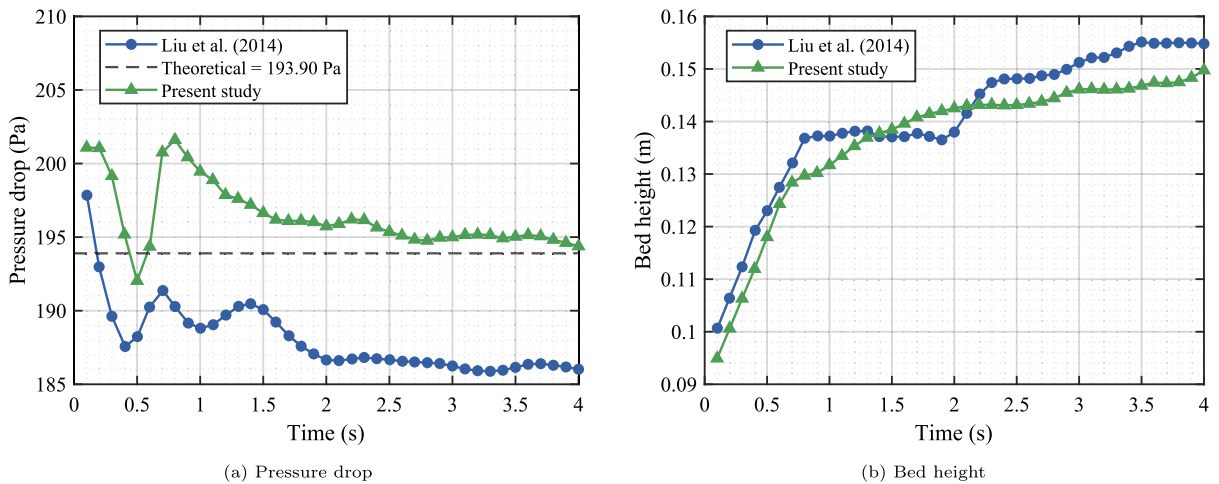 210
205
200
195
190
185
Pressure drop (Pa)
Liu et al. (2014)
Theoretical = 193.90 Pa
Present study
0 0.5 1 1.5 2 2.5 3 3.5 4
Time (s)
(a) Pressure drop
0.16
0.15
0.14
0.13
0.12
0.11
0.1
0.09
Bed height (m)
Liu et al. (2014)
Present study
0 0.5 1 1.5 2 2.5 3 3.5 4
Time (s)
(b) Bed height